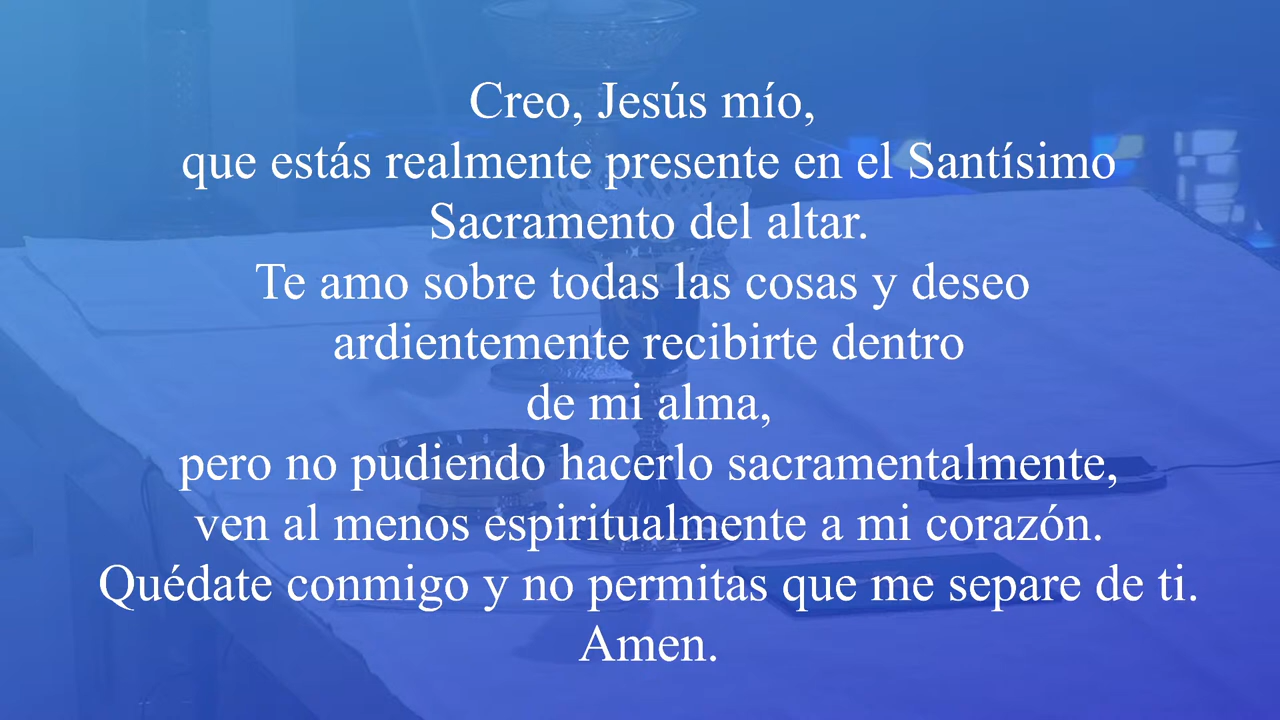 Creo, Jesús mío,
que estás realmente presente en el Santísimo
Sacramento del altar.
Te amo sobre todas las cosas y deseo
ardientemente recibirte dentro
de mi alma,
pero no pudiendo hacerlo sacramentalmente,
ven al menos espiritualmente a mi corazón.
Quédate conmigo y no permitas que me separe de ti.
Amen.